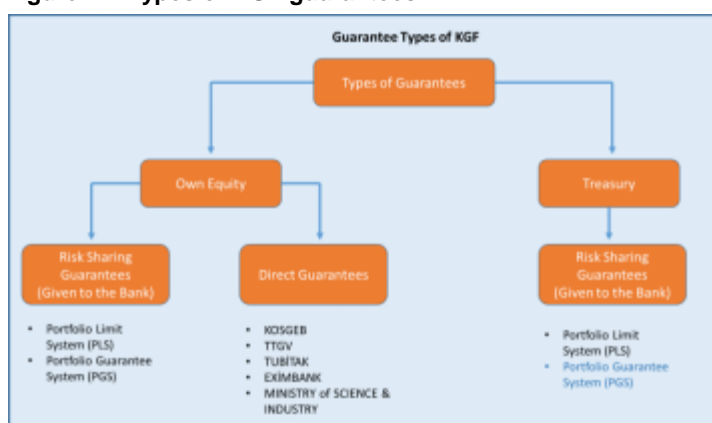 Guarantee Types of KGF
Types of Guarantees
Own Equity
Treasury
Risk Sharing
Guarantees
(Given to the Bank)
Direct Guarantees
Risk Sharing
Guarantees
(Given to the Bank)
• Portfolio Limit
System (PLS)
• Portfolio Guarantee
System (PGS)
• KOSGEB
• TTGV
• TUBİTAK
• EXİMBANK
• MINISTRY of SCIENCE &
INDUSTRY
• Portfolio Limit
System (PLS)
• Portfolio Guarantee
System (PGS)